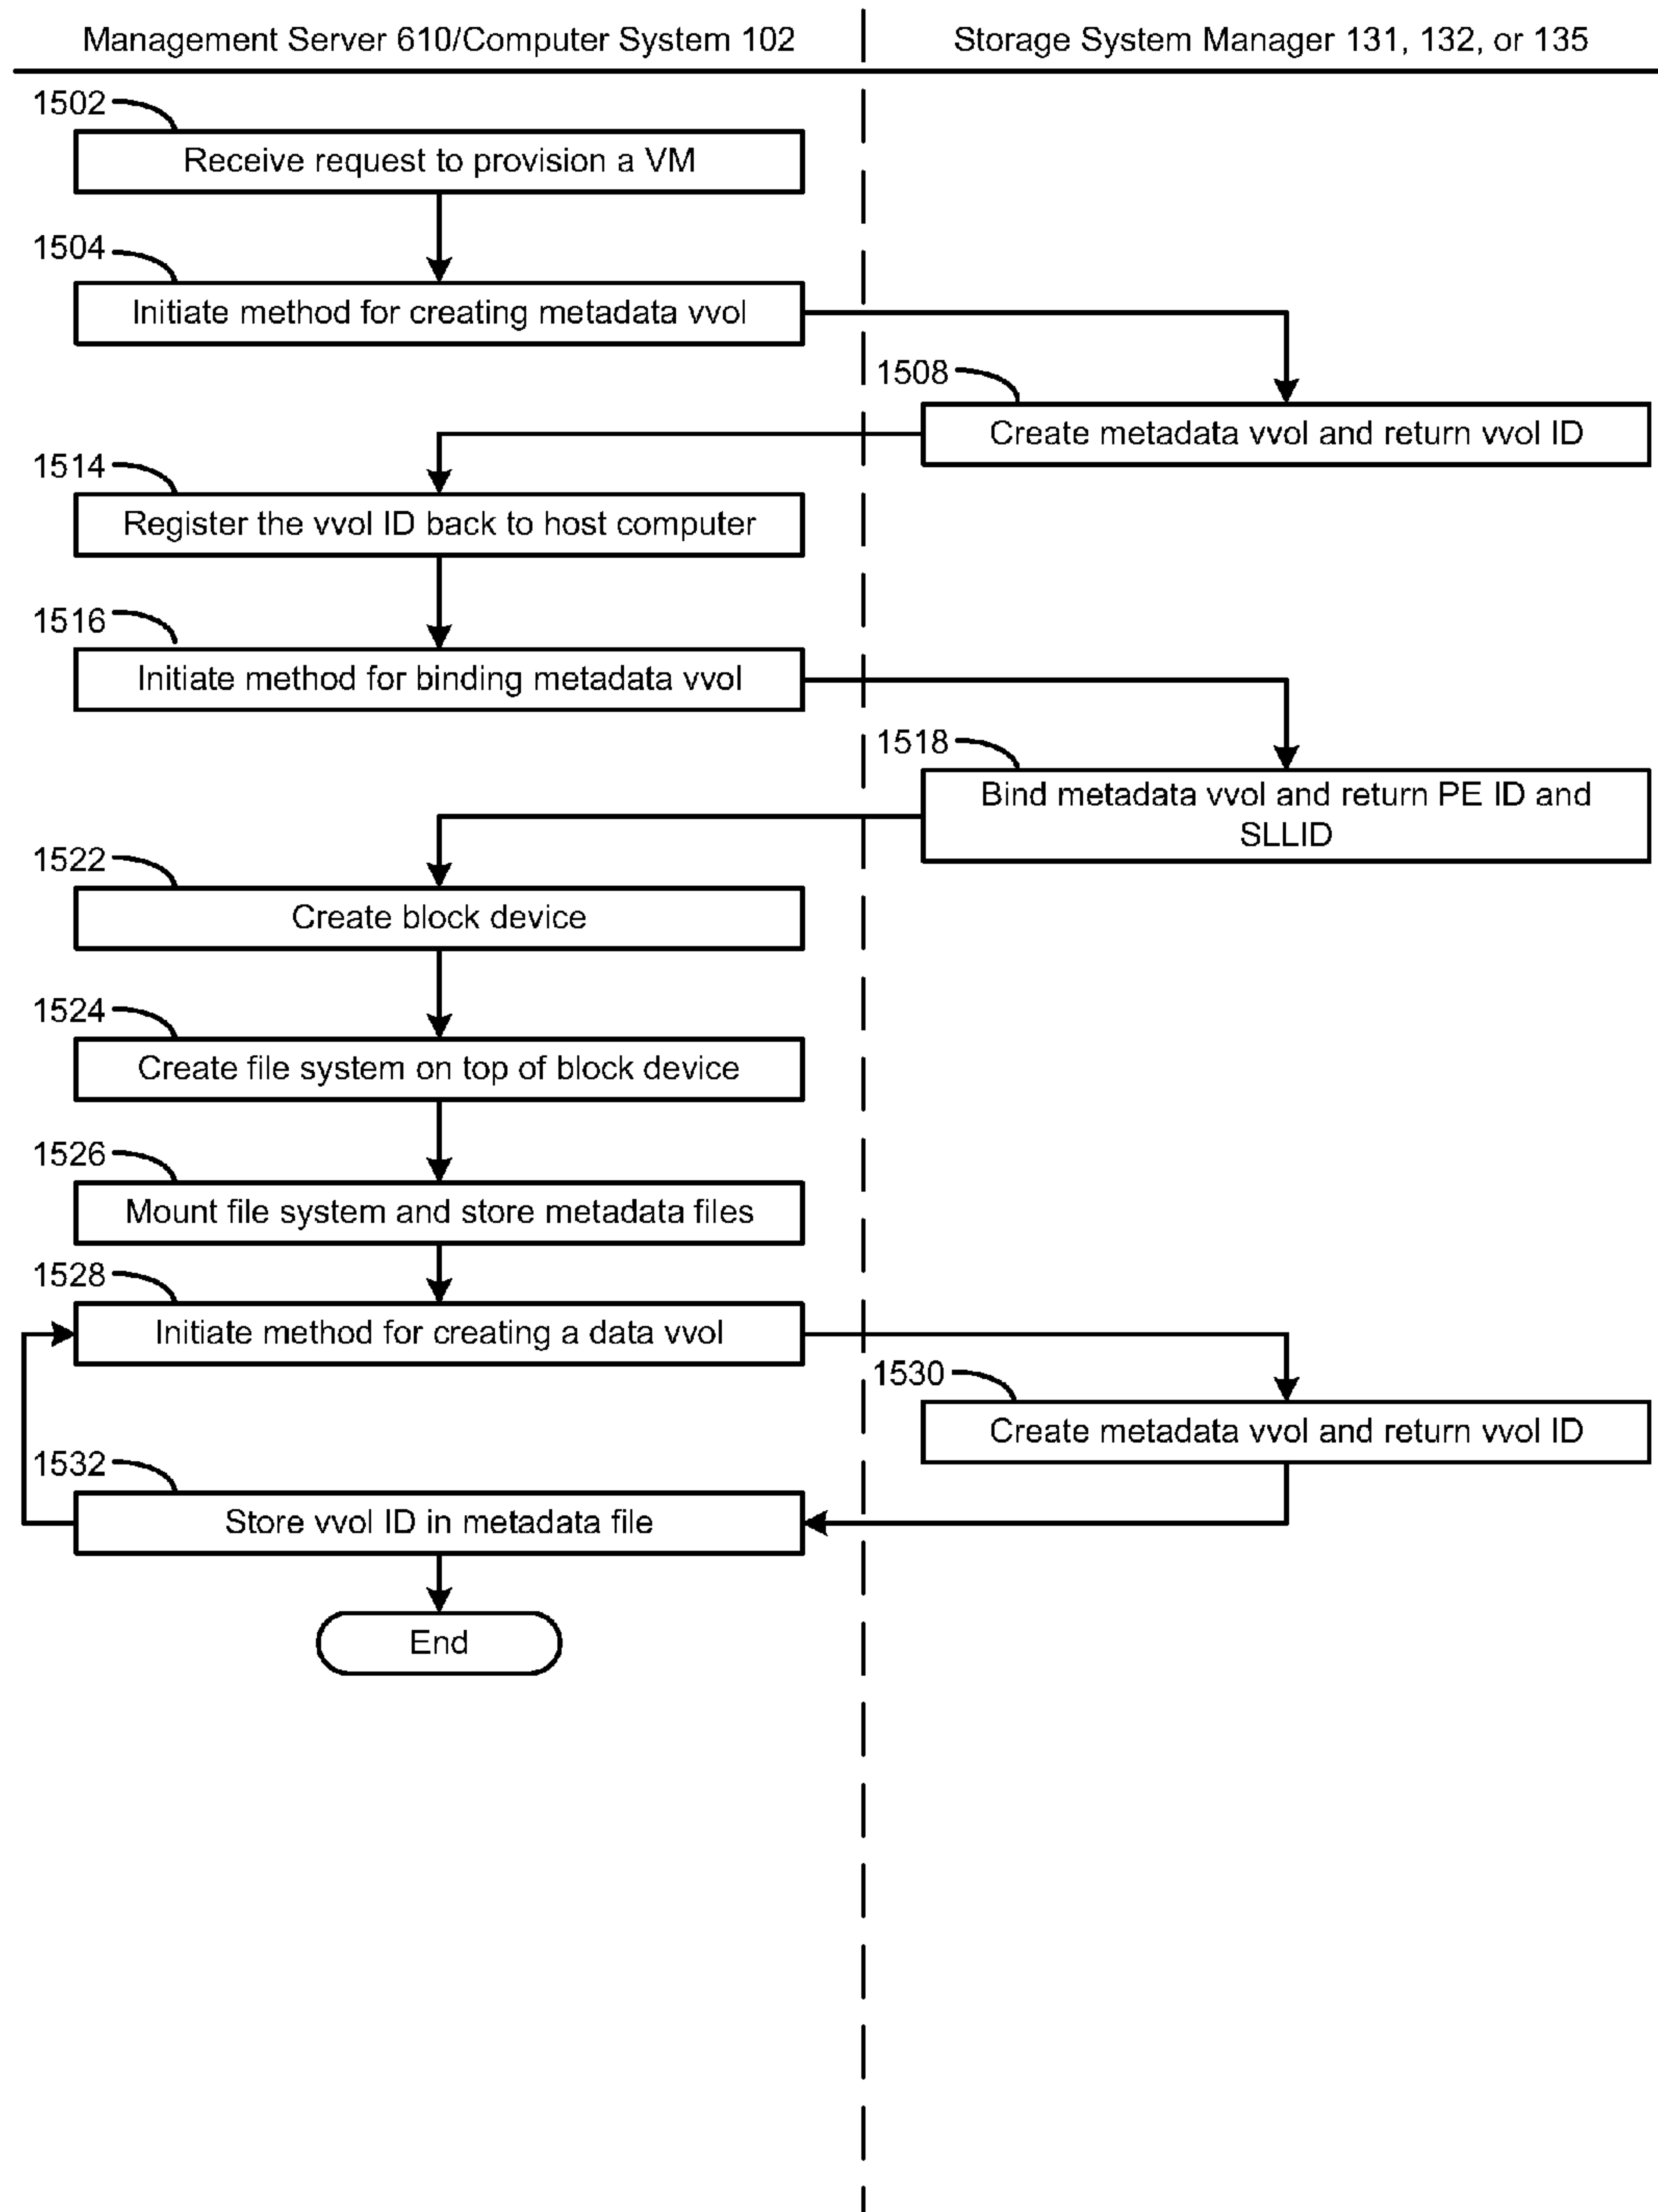 Management Server 610/Computer System 102
Storage System Manager 131, 132, or 135
1502
Receive request to provision a VM
1504
Initiate method for creating metadata vvol
1508
Create metadata vvol and return vvol ID
1514
Register the vvol ID back to host computer
1516
Initiate method for binding metadata vvol
1518
Bind metadata vvol and return PE ID and
SLLID
1522
Create block device
1524
Create file system on top of block device
1526
Mount file system and store metadata files
1528
Initiate method for creating a data vvol
1530
Create metadata vvol and return vvol ID
1532
Store vvol ID in metadata file
End